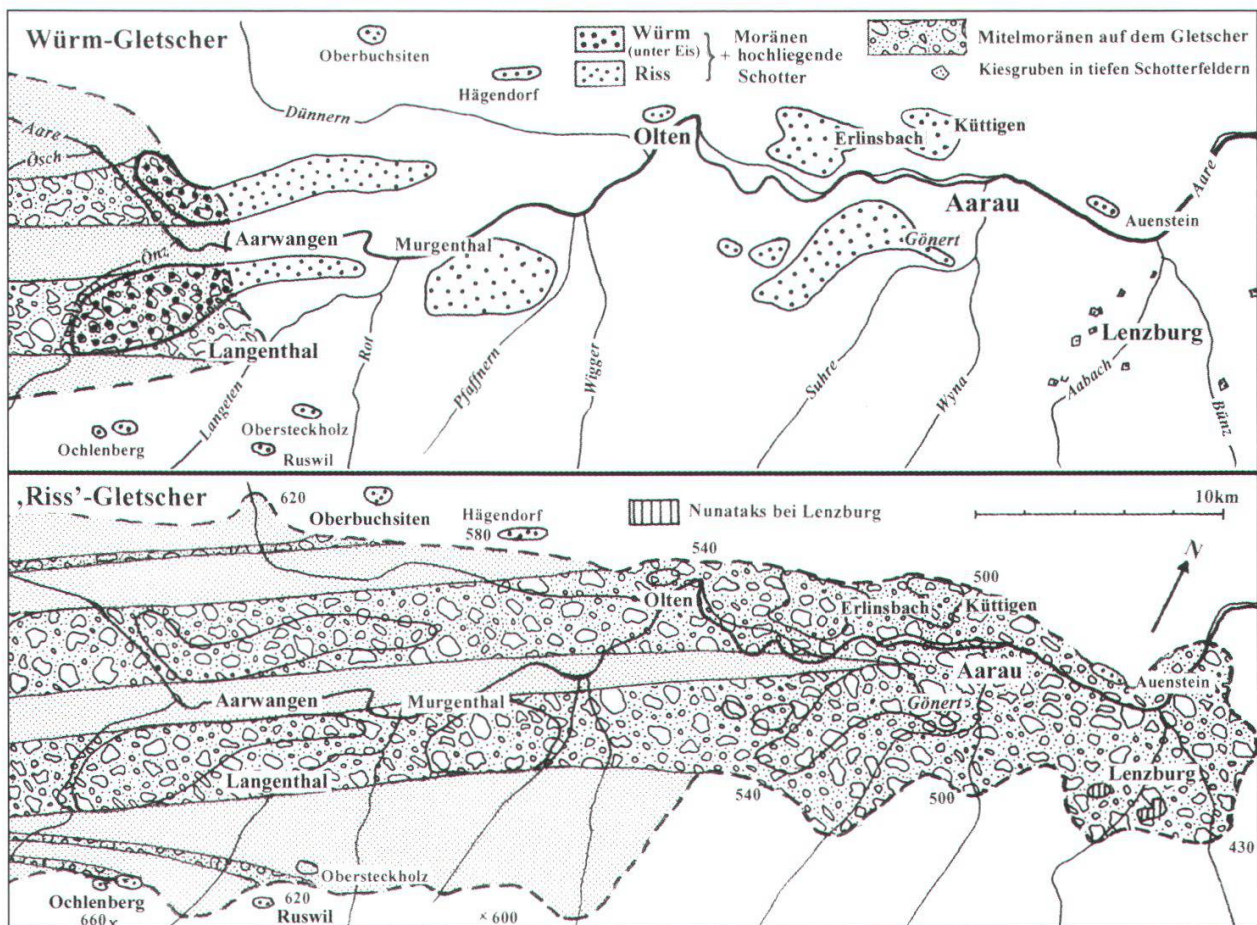 Würm-Gletscher
Oberbuchsiten
Hägendorf
Würm
(unter Eis)
Riss
Moränen
+ hochliegende
Schotter
Mitelmoränen auf dem Gletscher
Kiesgruben in tiefen Schotterfeldern
Dünnern
Aare
Ösch
Olten
Erlinsbach
Küttigen
Aare
Aarau
Auenstein
Aarwangen
Önz
Murgenthal
Gönert
Langenthal
Lenzburg
Langeten
Rot
Pfaffnern
Wigger
Suhre
Wyna
Aabach
Bünz
Ochlenberg
Obersteckholz
Ruswil
‚Riss'-Gletscher
620
Oberbuchsiten
Hägendorf
580
Nunataks bei Lenzburg
10km
N
540
500
Olten
Erlinsbach
Küttigen
Aarau
Auenstein
Aarwangen
Murgenthal
Gönert
Langenthal
Lenzburg
540
500
430
Obersteckholz
Ochlenberg
660 ×
620
Ruswil
× 600